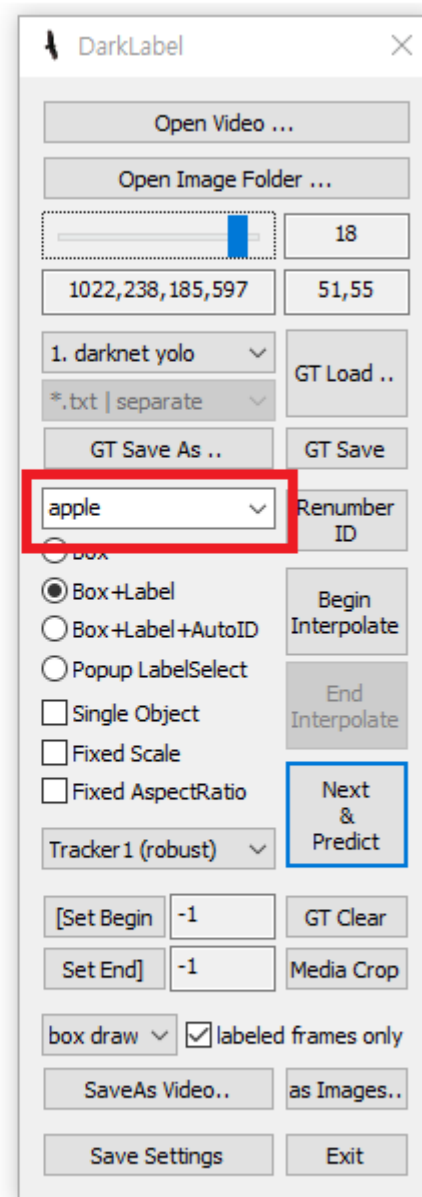 DarkLabel
Open Video ...
Open Image Folder ...
18
1022,238,185,597
51,55
1. darknet yolo
GT Load ..
*.txt | separate
GT Save As ..
GT Save
apple
Renumber
ID
Box
Box+Label
Begin
Interpolate
Box+Label+AutoID
Popup LabelSelect
End
Interpolate
Single Object
Fixed Scale
Fixed AspectRatio
Next
&
Predict
Tracker1 (robust)
[Set Begin
-1
GT Clear
Set End]
-1
Media Crop
box draw
labeled frames only
SaveAs Video..
as Images..
Save Settings
Exit